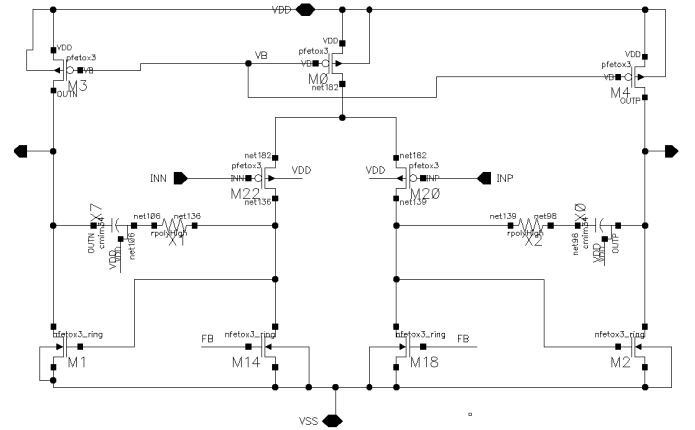 VDD
VDD
pfetox3
VB
M3
OUTN
VB
VDD
pfetox3
VB
M0
net182
VDD
pfetox3
VB
M4
OUTP
net182
pfetox3
VDD
INN
INN
M22
net136
net182
pfetox3
VDD
INP
INP
M20
net139
X7
OUTN
cmim34
net106
VDD
net106
net136
rpolyHigh
X1
net139
net98
rpolyHigh
X2
X0
net98
cmim34
OUTP
VDD
nfetox3_ring
M1
FB
nfetox3_ring
M14
nfetox3_ring
FB
M18
nfetox3_ring
M2
VSS